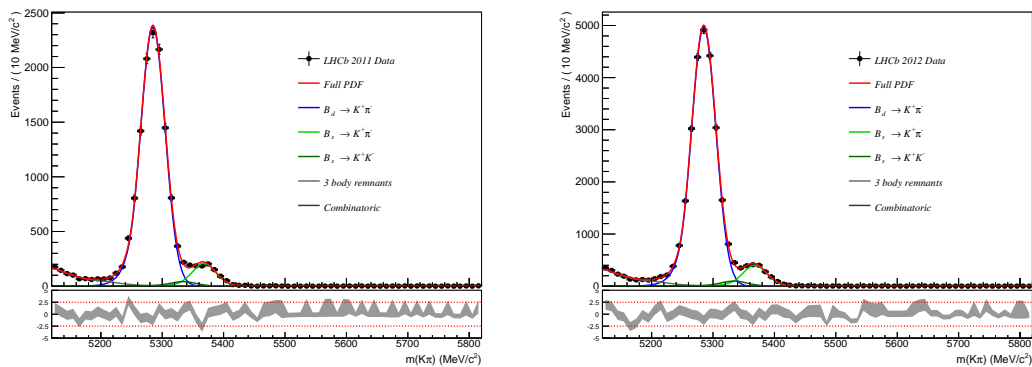 2500
2000
1500
1000
500
0
Events / ( 10 MeV/c² )
LHCb 2011 Data
Full PDF
B_d → K⁺π⁻
B_s → K⁺π⁻
B_s → K⁺K⁻
3 body remnants
Combinatoric
5
2.5
0
-2.5
-5
5200 5300 5400 5500 5600 5700 5800
m(Kπ) (MeV/c²)
5000
4000
3000
2000
1000
0
Events / ( 10 MeV/c² )
LHCb 2012 Data
Full PDF
B_d → K⁺π⁻
B_s → K⁺π⁻
B_s → K⁺K⁻
3 body remnants
Combinatoric
5
2.5
0
-2.5
-5
5200 5300 5400 5500 5600 5700 5800
m(Kπ) (MeV/c²)